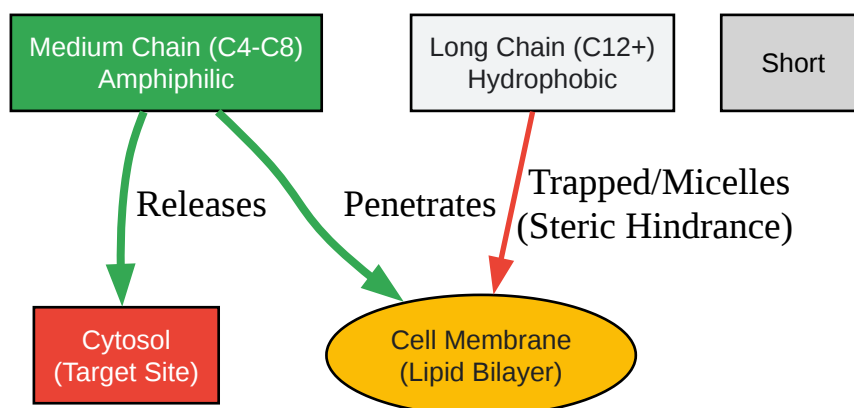 Medium Chain (C4-C8)
Amphiphilic
Long Chain (C12+)
Hydrophobic
Short
Releases
Penetrates
Trapped/Micelles
(Steric Hindrance)
Cytosol
(Target Site)
Cell Membrane
(Lipid Bilayer)